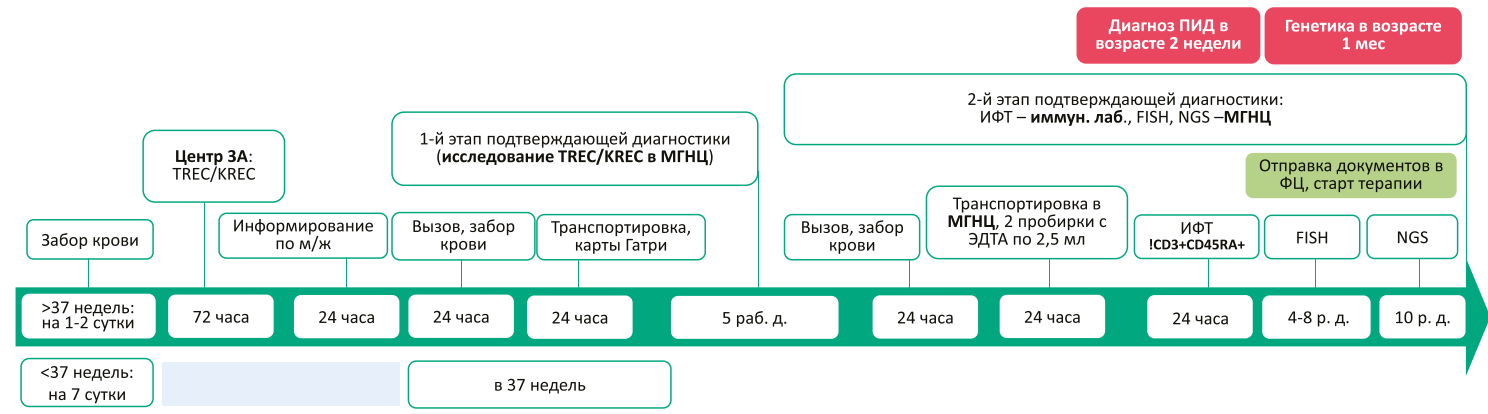 Диагноз ПИД в
возрасте 2 недели
Генетика в возрасте
1 мес
2-й этап подтверждающей диагностики:
ИФТ – иммун. лаб., FISH, NGS –МГНЦ
1-й этап подтверждающей диагностики
(исследование TREC/KREC в МГНЦ)
Центр 3А:
TREC/KREC
Отправка документов в
ФЦ, старт терапии
Забор крови
Информирование
по м/ж
Вызов, забор
крови
Транспортировка,
карты Гатри
Вызов, забор
крови
Транспортировка в
МГНЦ, 2 пробирки с
ЭДТА по 2,5 мл
ИФТ
!CD3+CD45RA+
FISH
NGS
>37 недель:
на 1-2 сутки
72 часа
24 часа
24 часа
24 часа
5 раб. д.
24 часа
24 часа
24 часа
4-8 р. д.
10 р. д.
<37 недель:
на 7 сутки
в 37 недель